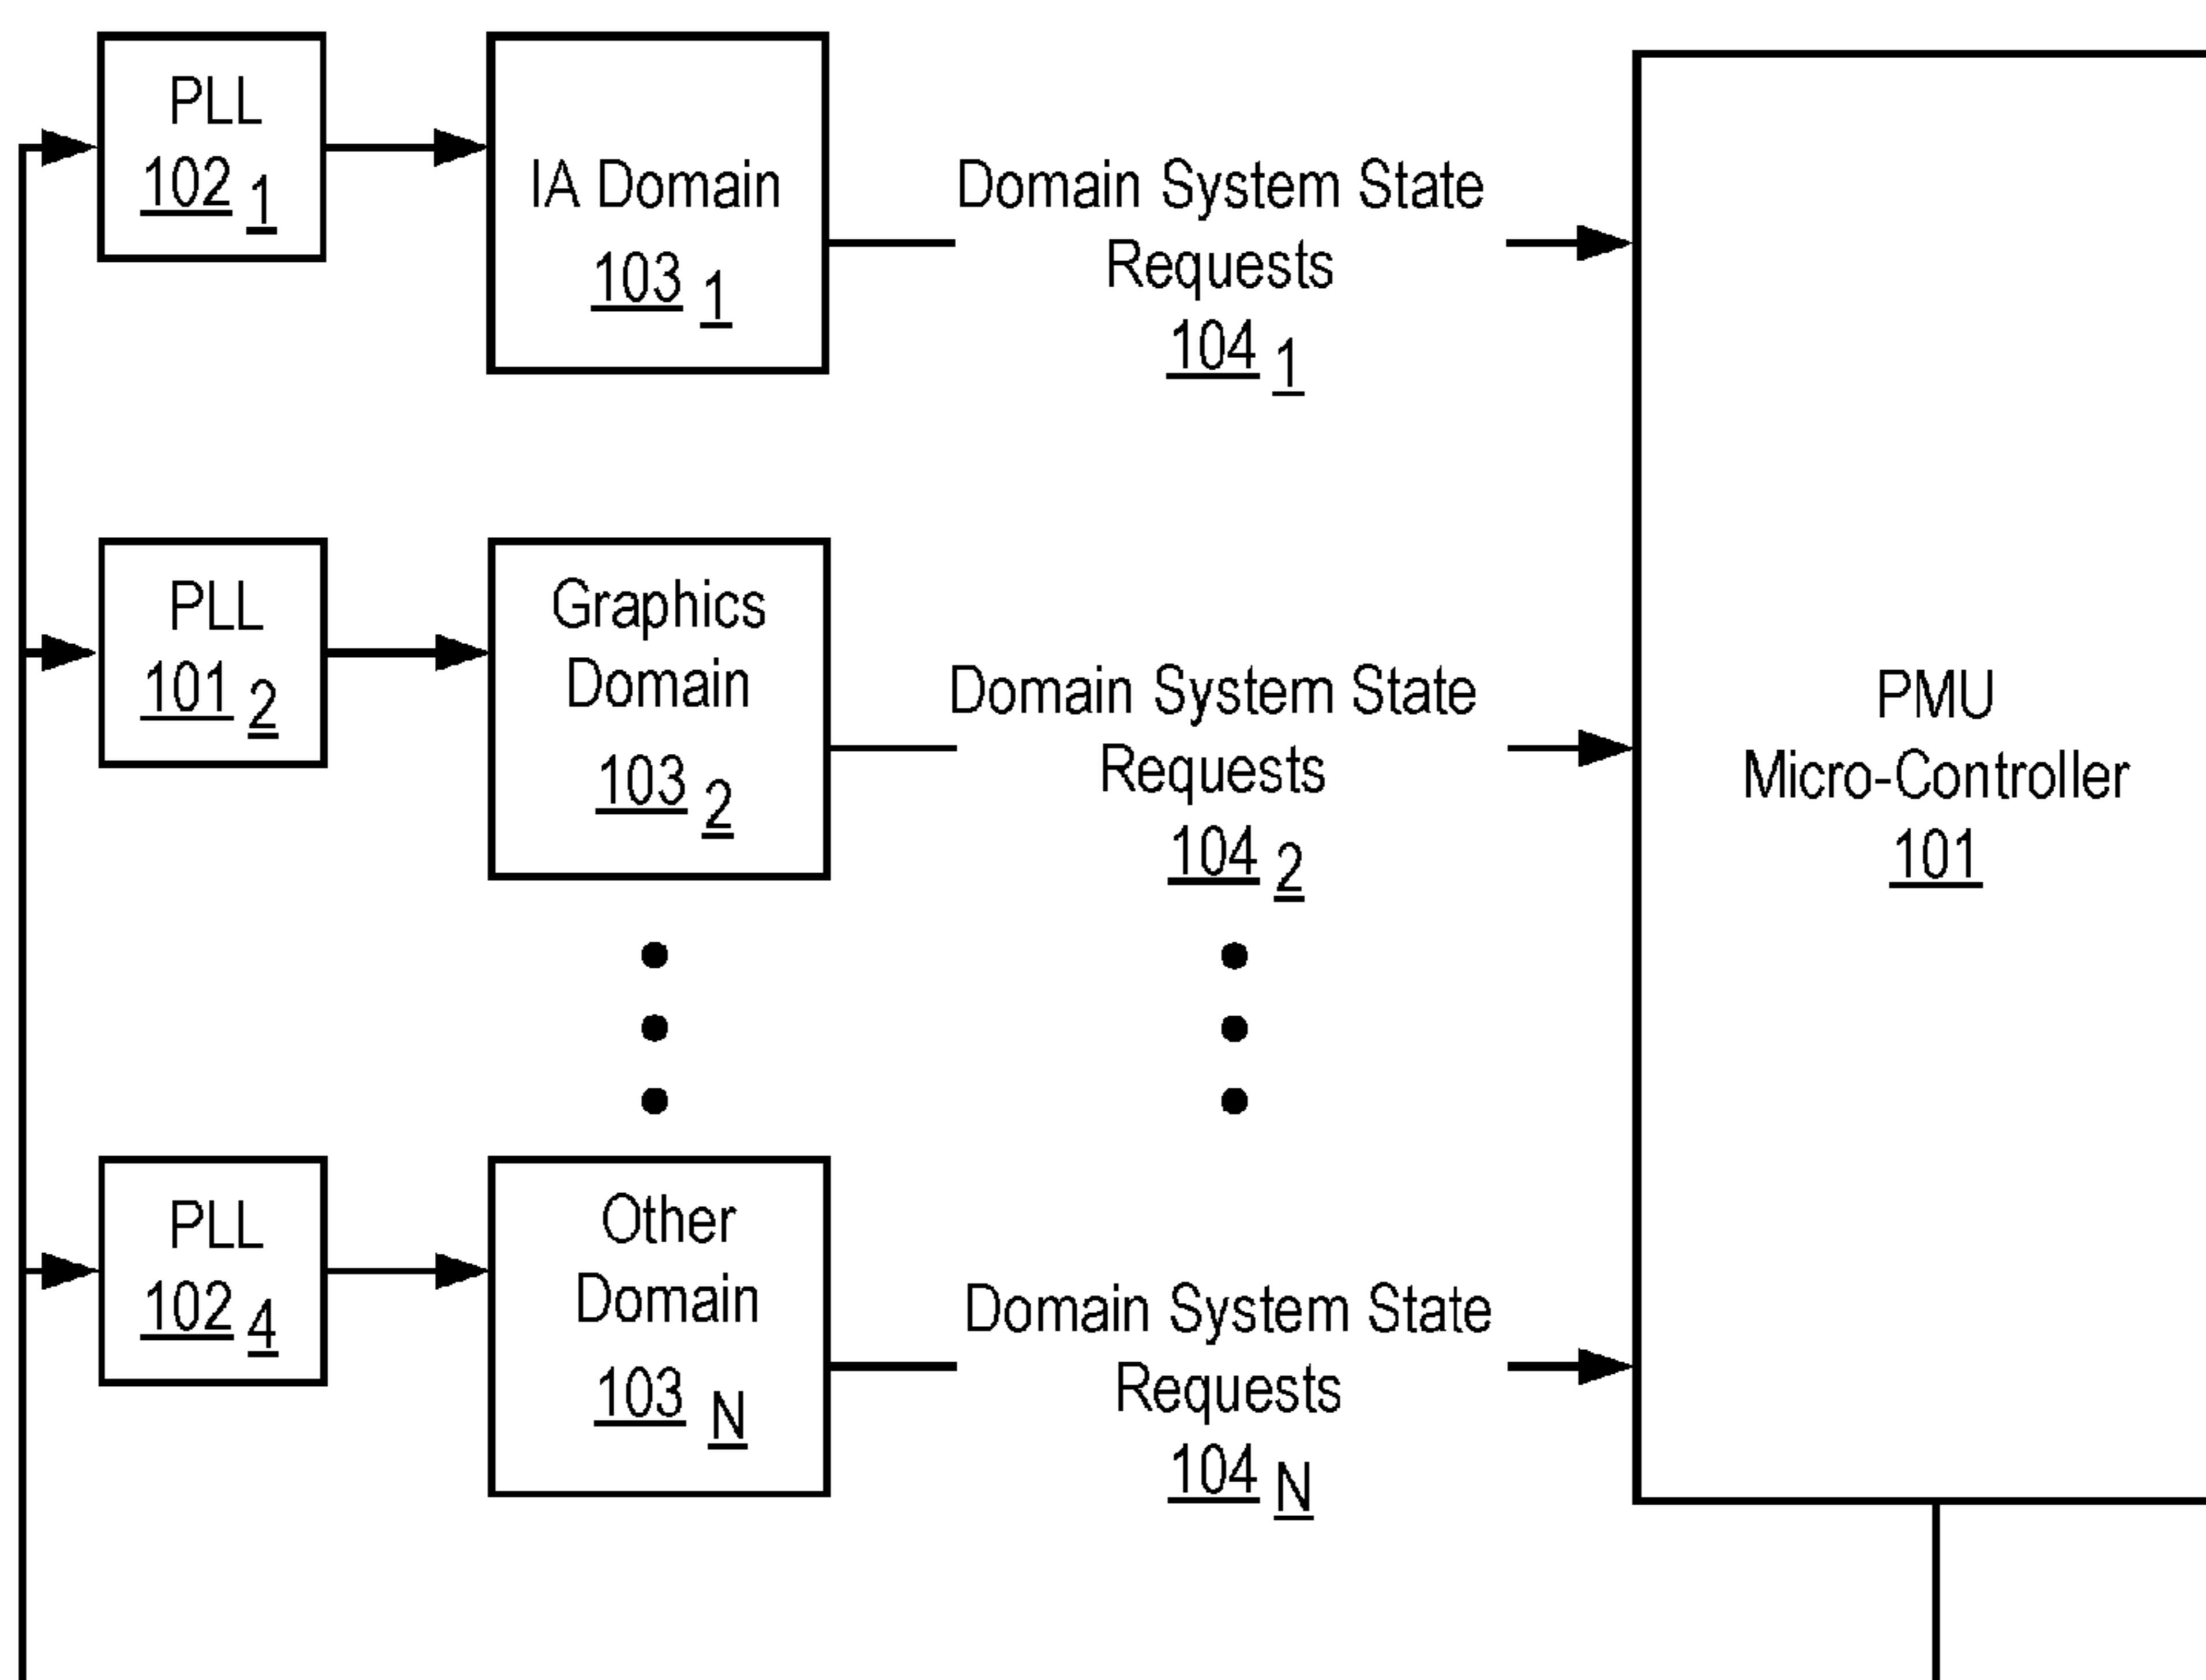 PLL
102 1
IA Domain
103 1
Domain System State
Requests
104 1
PLL
101 2
Graphics
Domain
103 2
Domain System State
Requests
104 2
PMU
Micro-Controller
101
PLL
102 4
Other
Domain
103 N
Domain System State
Requests
104 N